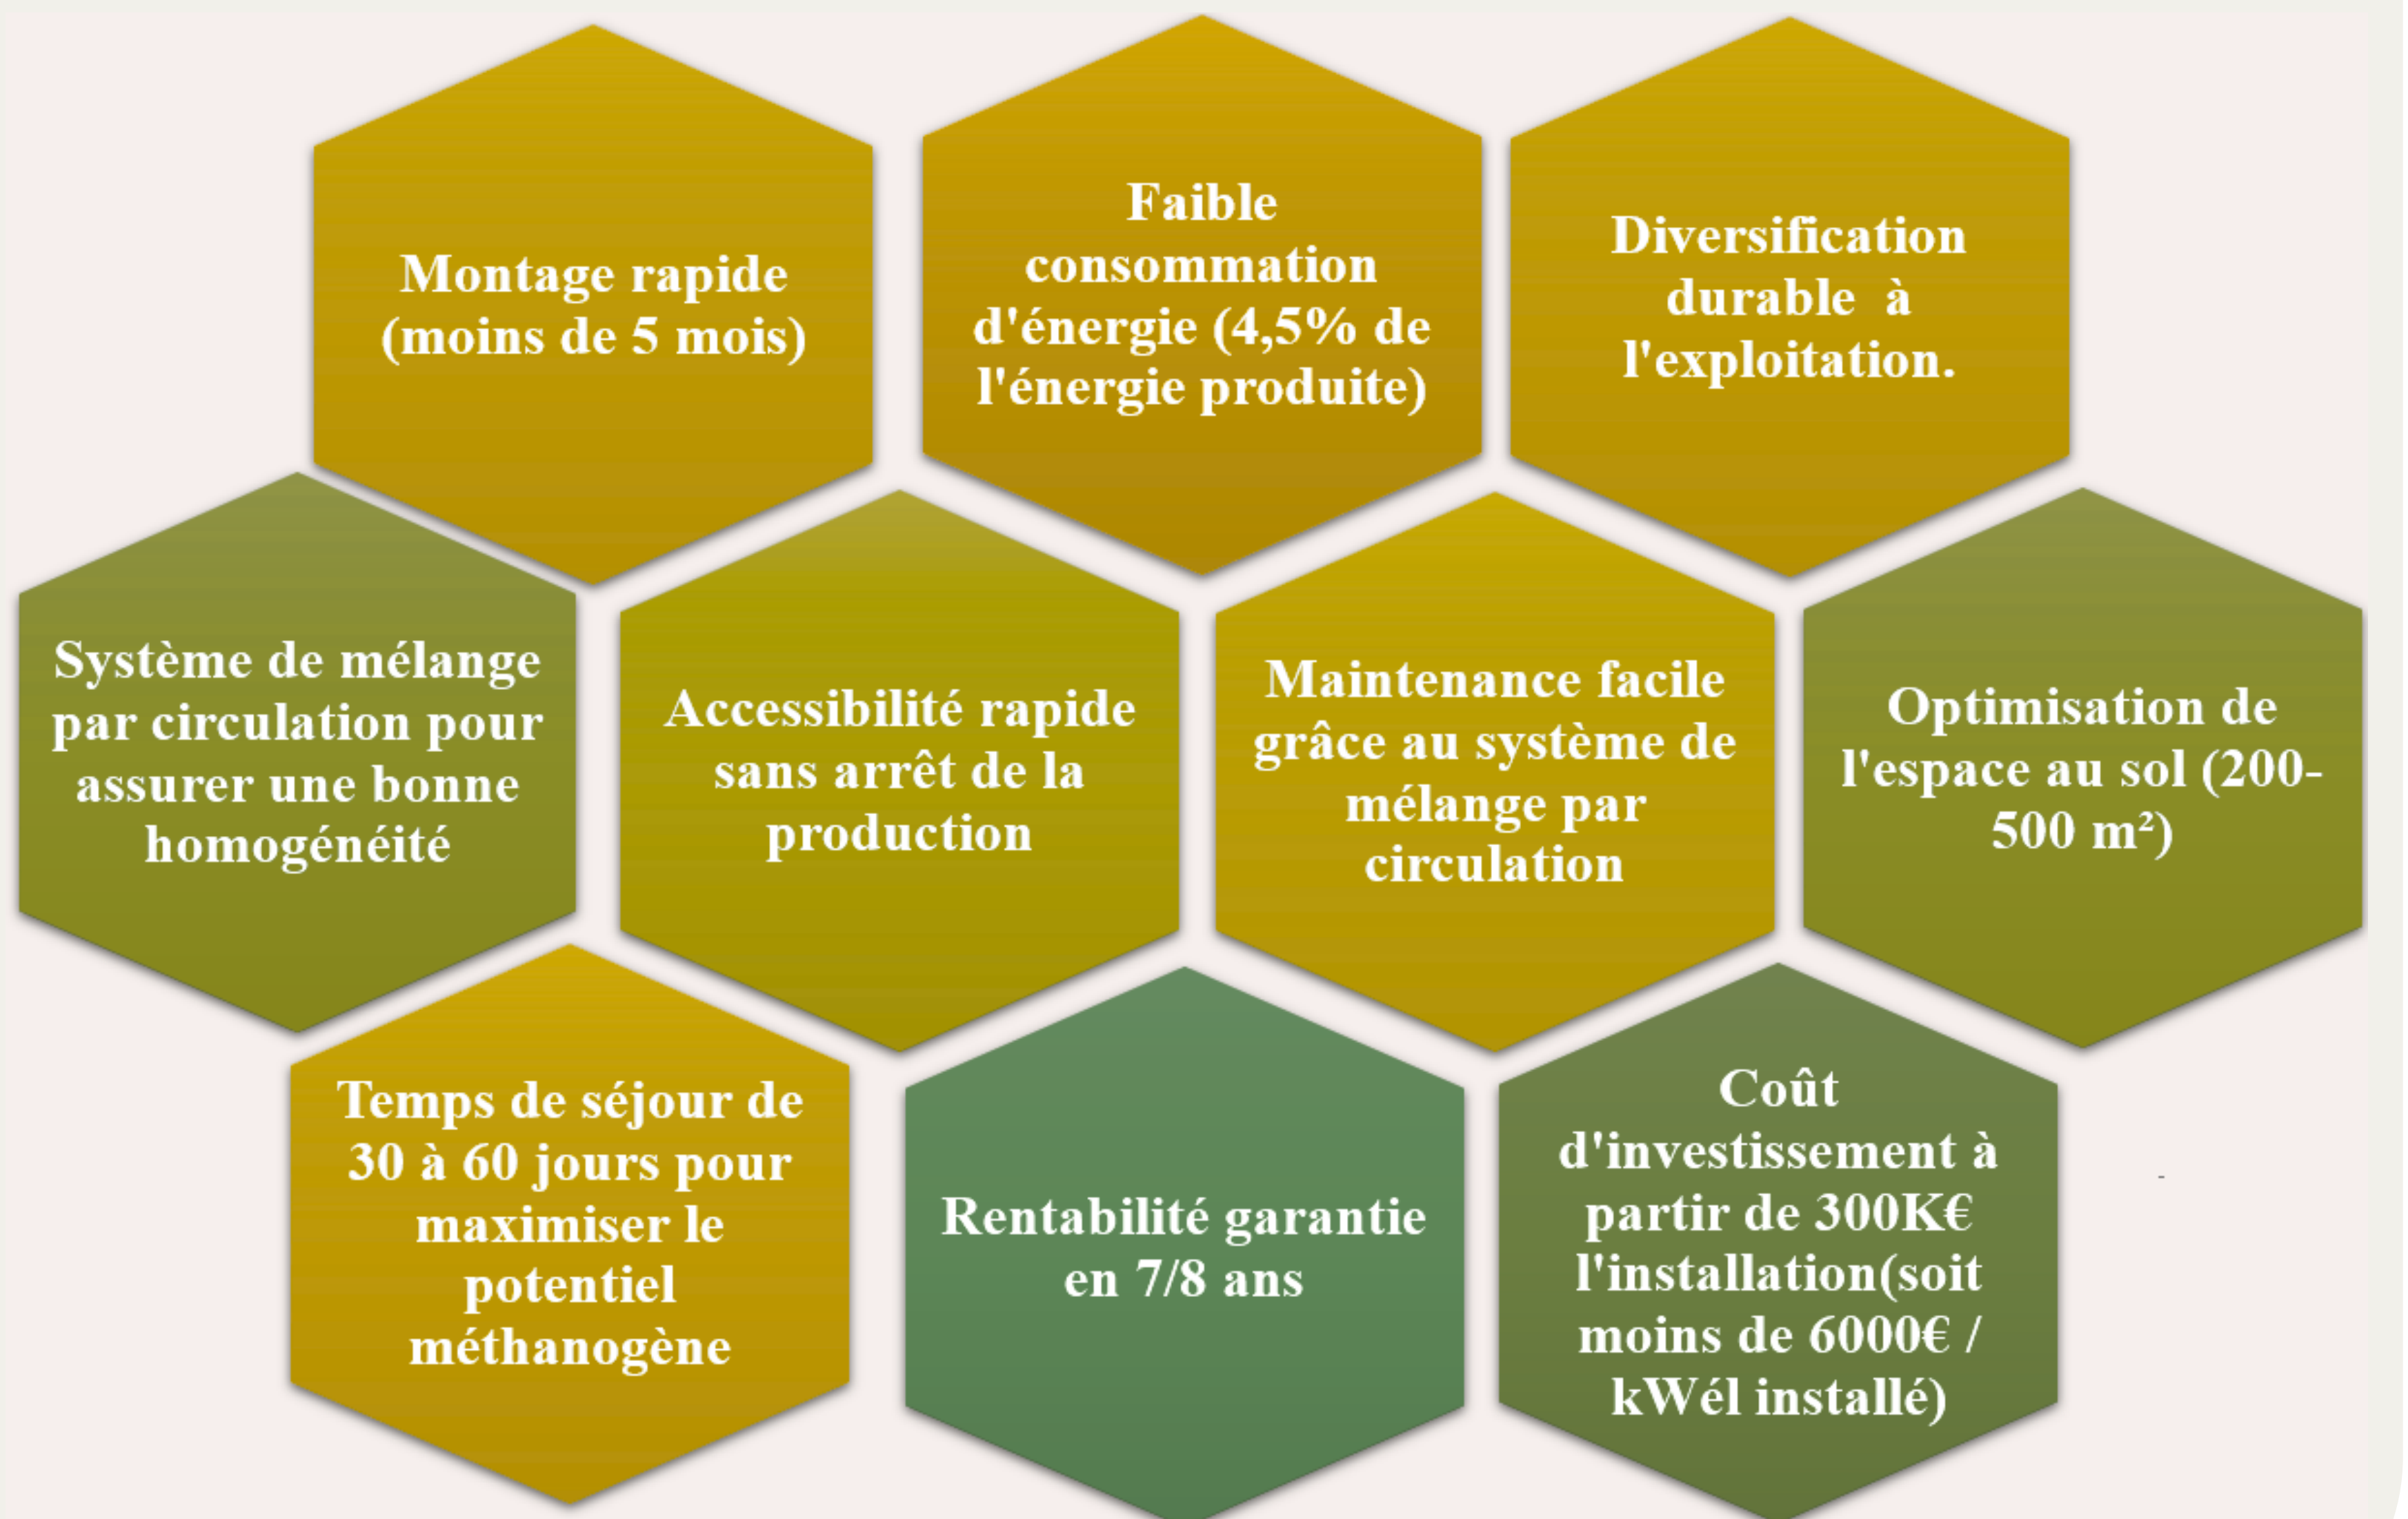 Montage rapide
(moins de 5 mois)
Faible
consommation
d'énergie (4,5% de
l'énergie produite)
Diversification
durable  à
l'exploitation.
Système de mélange
par circulation pour
assurer une bonne
homogénéité
Accessibilité rapide
sans arrêt de la
production
Maintenance facile
grâce au système de
mélange par
circulation
Optimisation de
l'espace au sol (200-
500 m²)
Temps de séjour de
30 à 60 jours pour
maximiser le
potentiel
méthanogène
Rentabilité garantie
en 7/8 ans
Coût
d'investissement à
partir de 300K€
l'installation(soit
moins de 6000€ /
kWél installé)
-